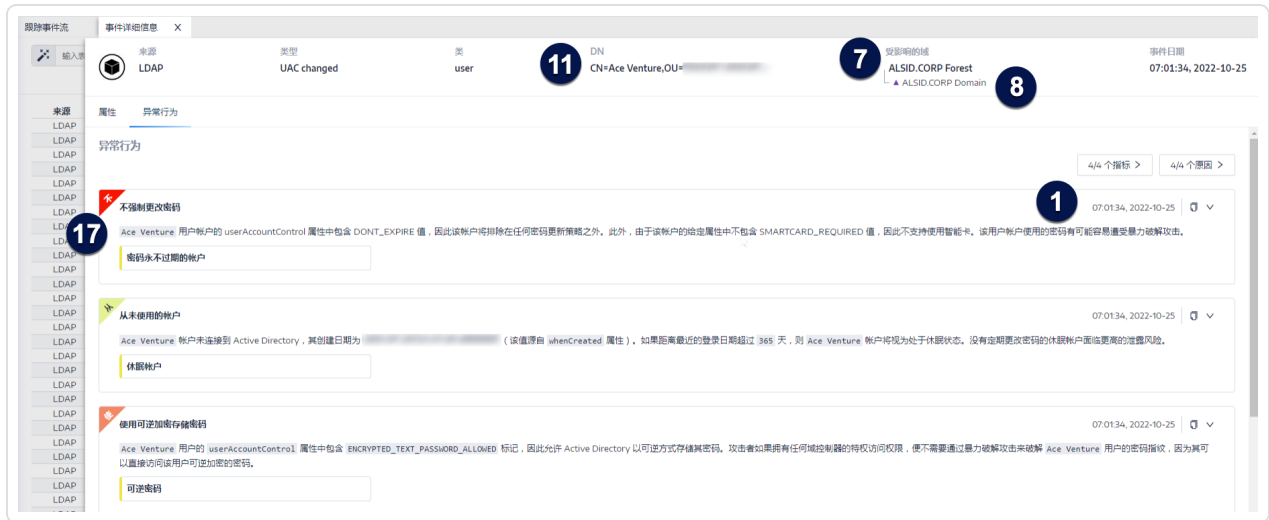 跟踪事件流 事件详细信息 X
输入表
来源 类型 类 DN 受影响的域 事件日期
LDAP UAC changed user 11 CN=Ace Venture,OU= 7 ALSID.CORP Forest 07:01:34, 2022-10-25
ALSID.CORP Domain 8
来源 属性 异常行为
LDAP
LDAP
异常行为
LDAP
LDAP
4/4 个指标 > 4/4 个原因 >
LDAP
LDAP
不
不强制更改密码 1 07:01:34, 2022-10-25
LDAP
LDAP
17
Ace Venture 用户帐户的 userAccountControl 属性中包含 DONT_EXPIRE 值，因此该帐户将排除在任何密码更新策略之外。此外，由于该帐户的给定属性中不包含 SMARTCARD_REQUIRED 值，因此不支持使用智能卡。该用户帐户使用的密码有可能容易遭受暴力破解攻击。
LDAP
密码永不过期的帐户
LDAP
LDAP
LDAP
LDAP
从
从未使用的帐户 07:01:34, 2022-10-25
LDAP
LDAP
Ace Venture 帐户未连接到 Active Directory，其创建日期为 （该值源自 whenCreated 属性）。如果距离最近的登录日期超过 365 天，则 Ace Venture 帐户将视为处于休眠状态。没有定期更改密码的休眠帐户面临更高的泄露风险。
LDAP
LDAP
休眠帐户
LDAP
LDAP
LDAP
使
使用可逆加密存储密码 07:01:34, 2022-10-25
LDAP
LDAP
Ace Venture 用户的 userAccountControl 属性中包含 ENCRYPTED_TEXT_PASSWORD_ALLOWED 标记，因此允许 Active Directory 以可逆方式存储其密码。攻击者如果拥有任何域控制器的特权访问权限，便不需要通过暴力破解攻击来破解 Ace Venture 用户的密码指纹，因为其可
以直接访问该用户可逆加密的密码。
LDAP
LDAP
可逆密码
LDAP
LDAP